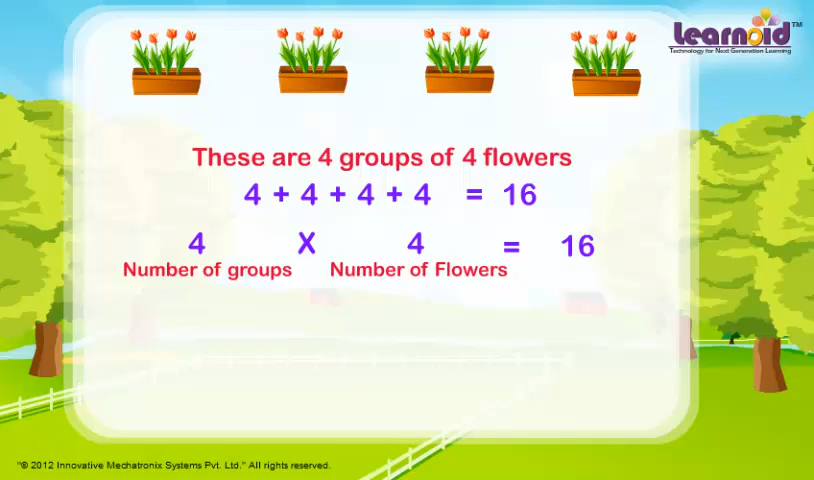 Learnoid™
Technology for Next Generation Learning
These are 4 groups of 4 flowers
4 + 4 + 4 + 4 = 16
4 X 4 = 16
Number of groups Number of Flowers
"© 2012 Innovative Mechatronix Systems Pvt. Ltd." All rights reserved.